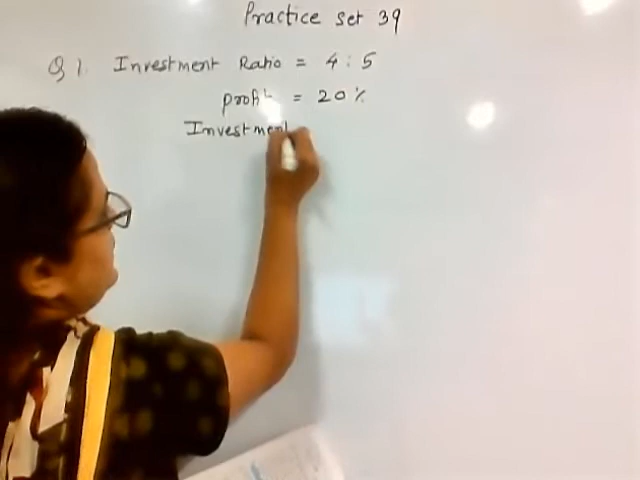 Practice set 39
Q 1. Investment Ratio = 4 : 5
profit = 20%
Investment